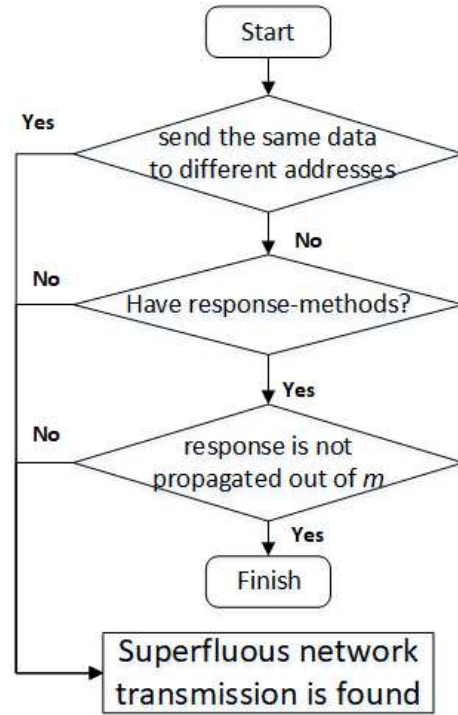 Start
Yes
send the same data
to different addresses
No
No
Have response-methods?
Yes
No
response is not
propagated out of m
Yes
Finish
Superfluous network
transmission is found